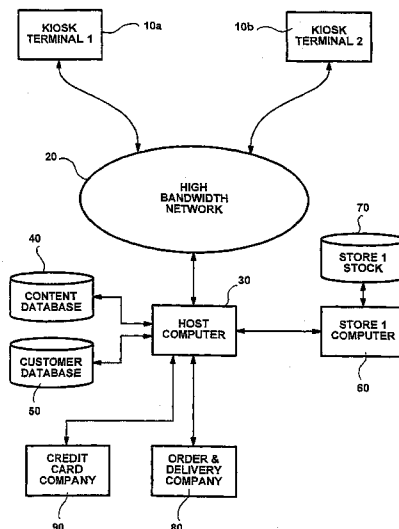 KIOSK
TERMINAL 1
10a
10b
KIOSK
TERMINAL 2
20
HIGH
BANDWIDTH
NETWORK
70
STORE 1
STOCK
40
CONTENT
DATABASE
30
HOST
COMPUTER
STORE 1
COMPUTER
60
CUSTOMER
DATABASE
50
CREDIT
CARD
COMPANY
90
ORDER &
DELIVERY
COMPANY
80